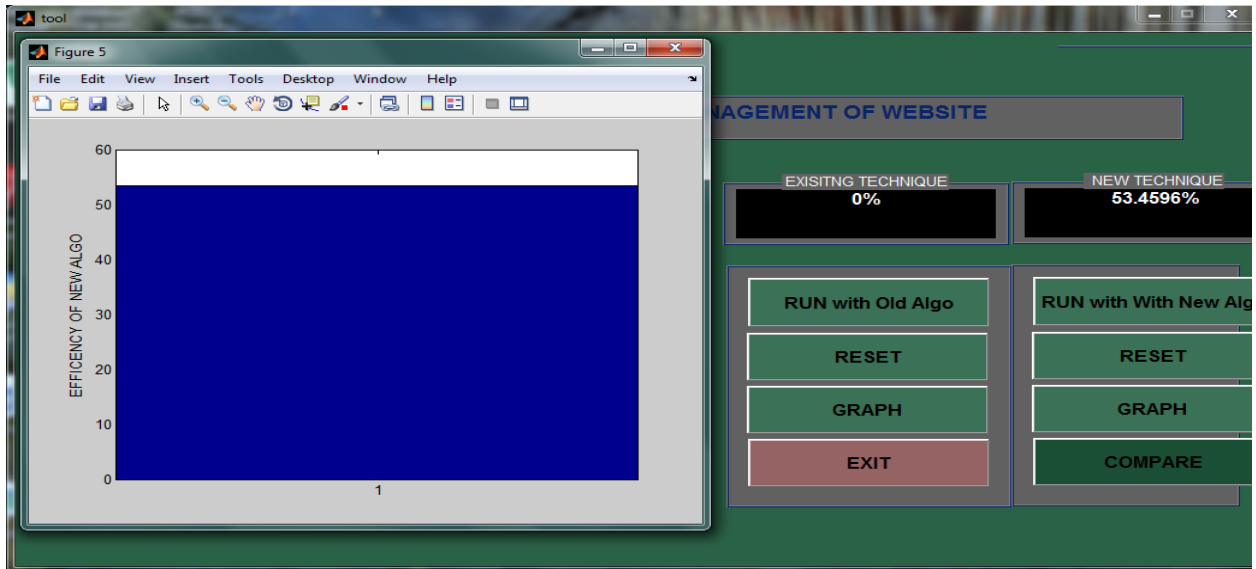 tool
Figure 5
File Edit View Insert Tools Desktop Window Help
60
50
40
30
20
10
0
1
EFFICENCY OF NEW ALGO
NAGEMENT OF WEBSITE
EXISITNG TECHNIQUE
0%
NEW TECHNIQUE
53.4596%
RUN with Old Algo
RESET
GRAPH
EXIT
RUN with With New Alg
RESET
GRAPH
COMPARE